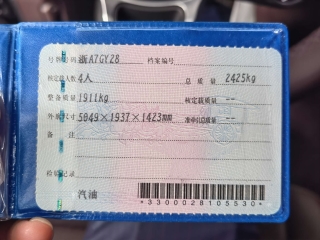 号牌号码 浙A7GY28 档案编号
核定载人数 4人 总质量 2425kg
整备质量 1911kg 核定载质量 --
外廓尺寸 5049×1937×1423mm 准牵引总质量 --
备注
检验记录
汽油
*3300028105530*